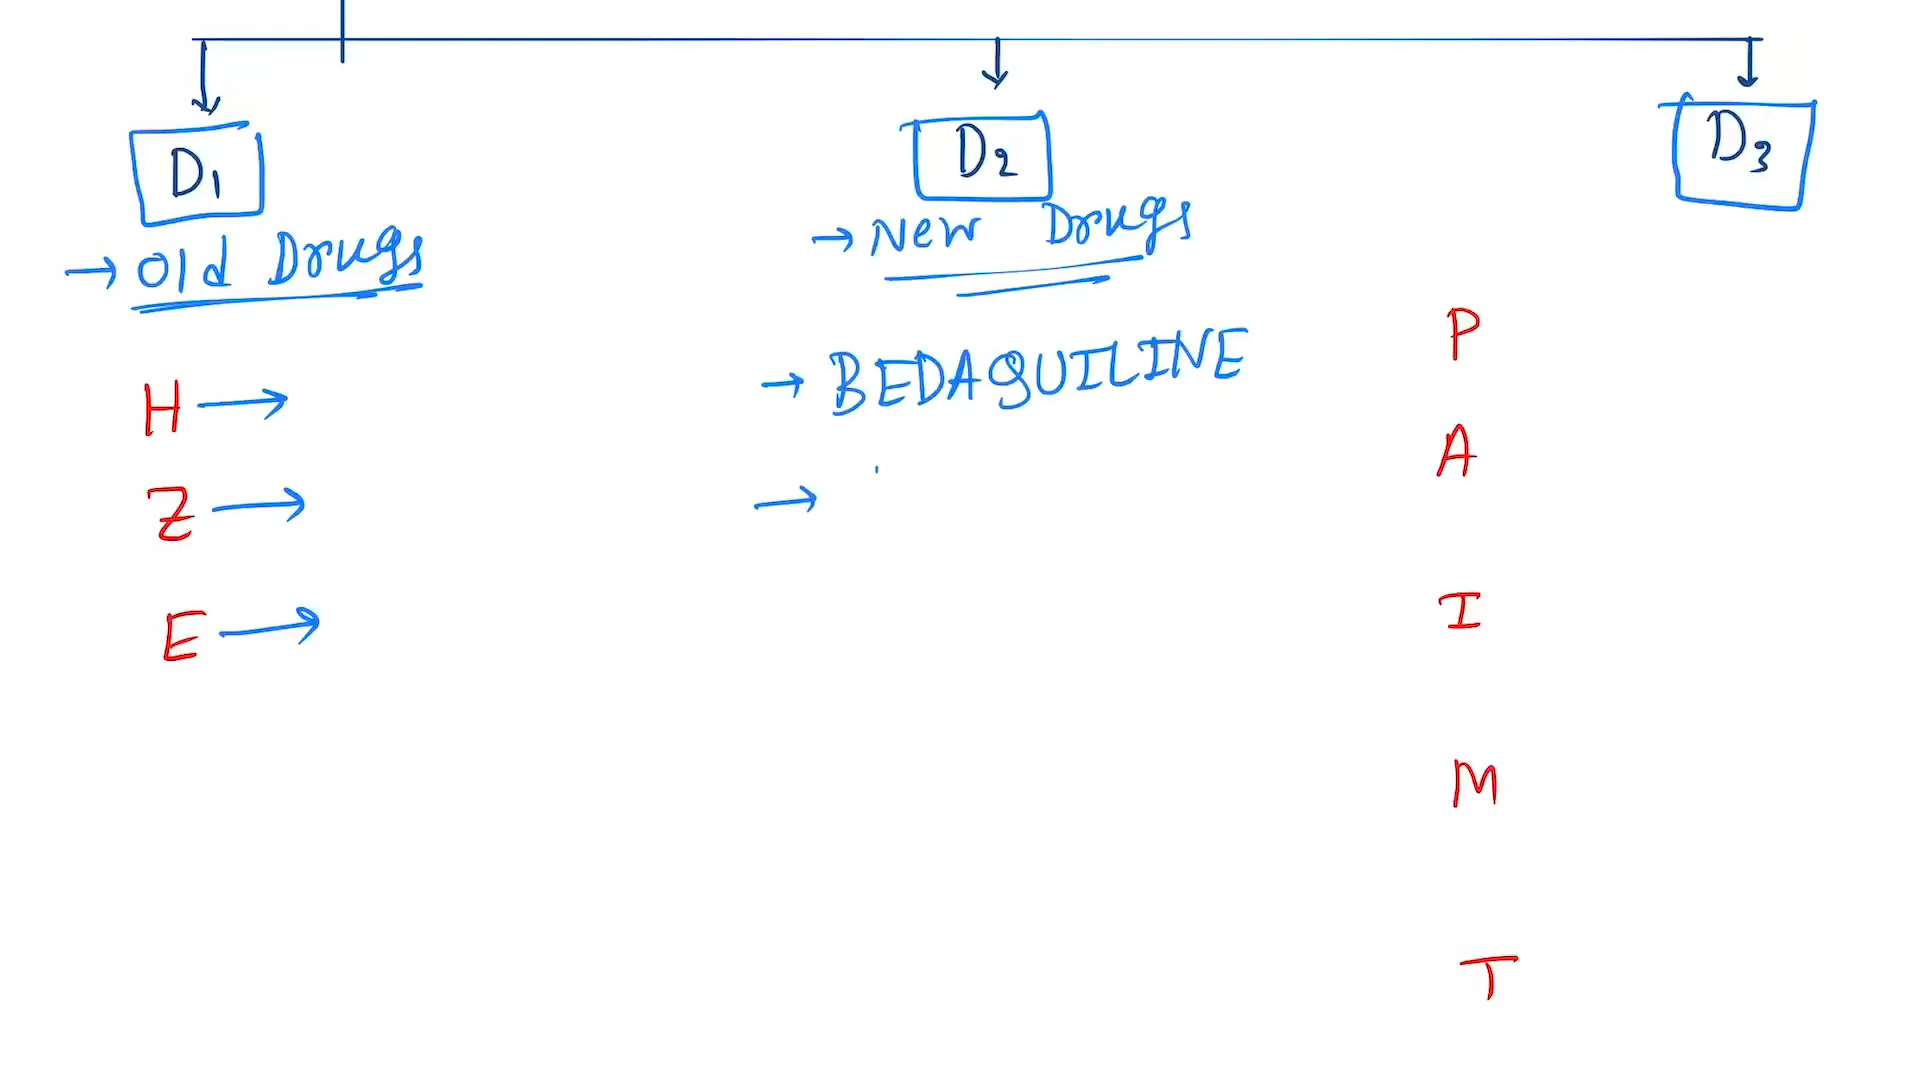 D1
→ Old Drugs
H →
Z →
E →
D2
→ New Drugs
→ BEDAQUILINE
→
D3
P
A
I
M
T